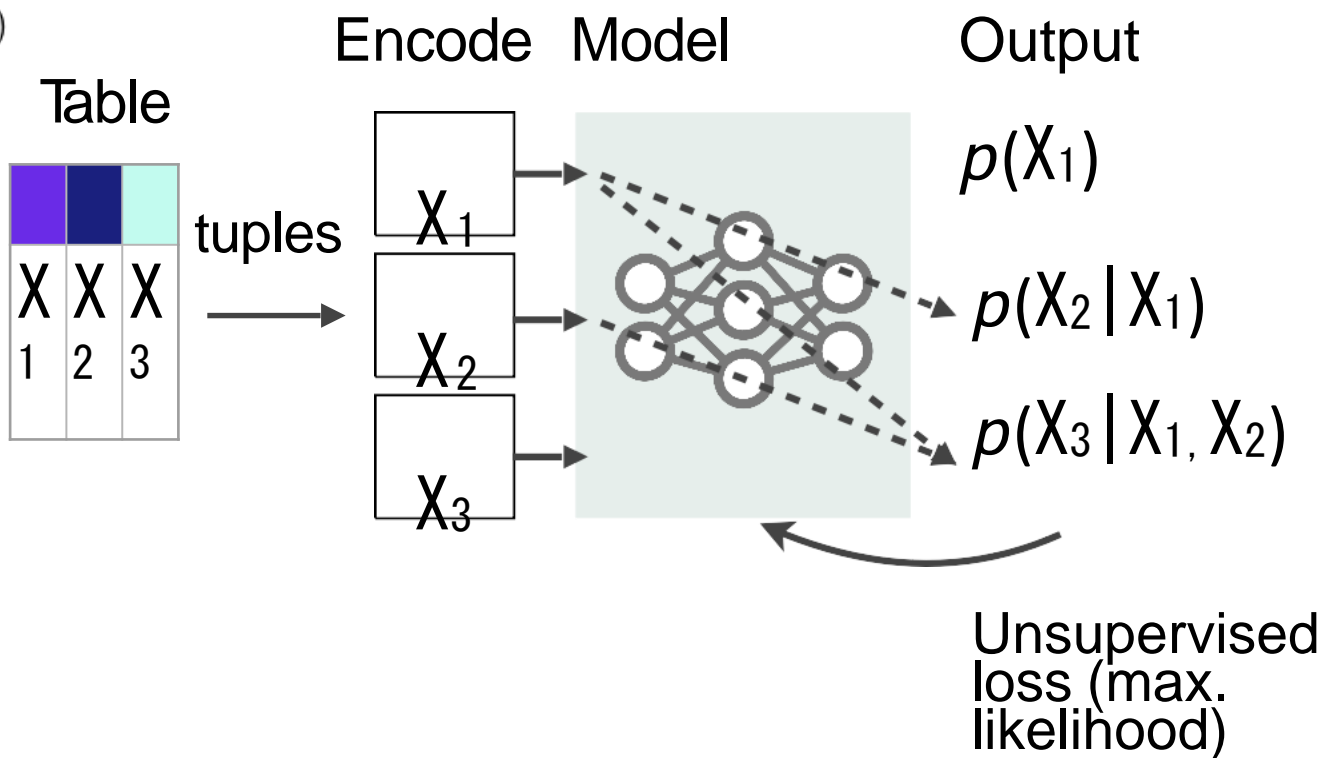 )
Encode Model Output
Table
tuples
X X X
1 2 3
X1
X2
X3
p(X1)
p(X2|X1)
p(X3|X1, X2)
Unsupervised
loss (max.
likelihood)